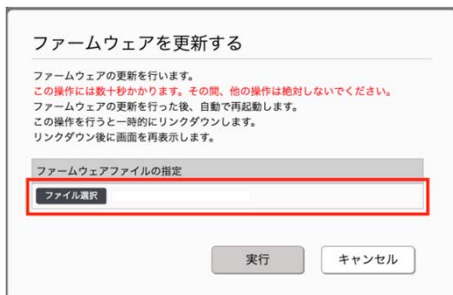 ファームウェアを更新する
ファームウェアの更新を行います。
この操作には数十秒かかります。その間、他の操作は絶対しないでください。
ファームウェアの更新を行った後、自動で再起動します。
この操作を行うと一時的にリンクダウンします。
リンクダウン後に画面を再表示します。
ファームウェアファイルの指定
ファイル選択
実行
キャンセル